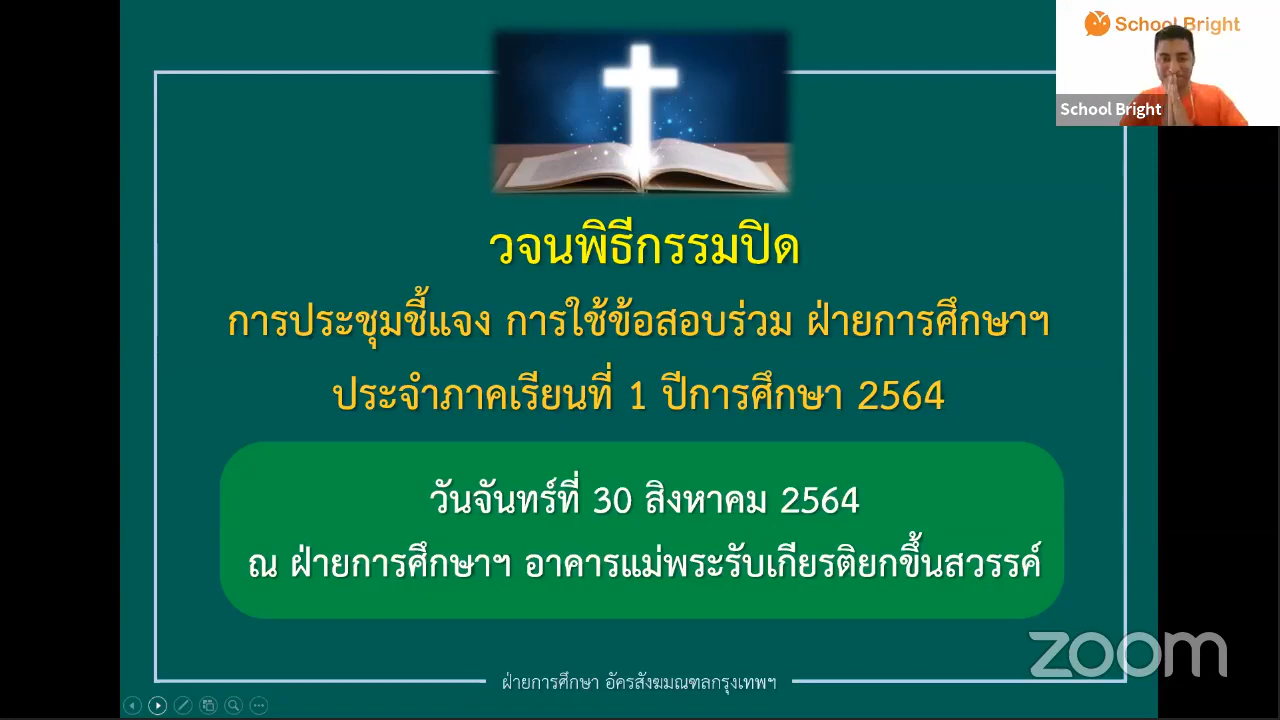 School Bright
School Bright
วจนพิธีกรรมปิด
การประชุมชี้แจง การใช้ข้อสอบร่วม ฝ่ายการศึกษาฯ
ประจำภาคเรียนที่ 1 ปีการศึกษา 2564
วันจันทร์ที่ 30 สิงหาคม 2564
ณ ฝ่ายการศึกษาฯ อาคารแม่พระรับเกียรติยกขึ้นสวรรค์
zoom
ฝ่ายการศึกษา อัครสังฆมณฑลกรุงเทพฯ